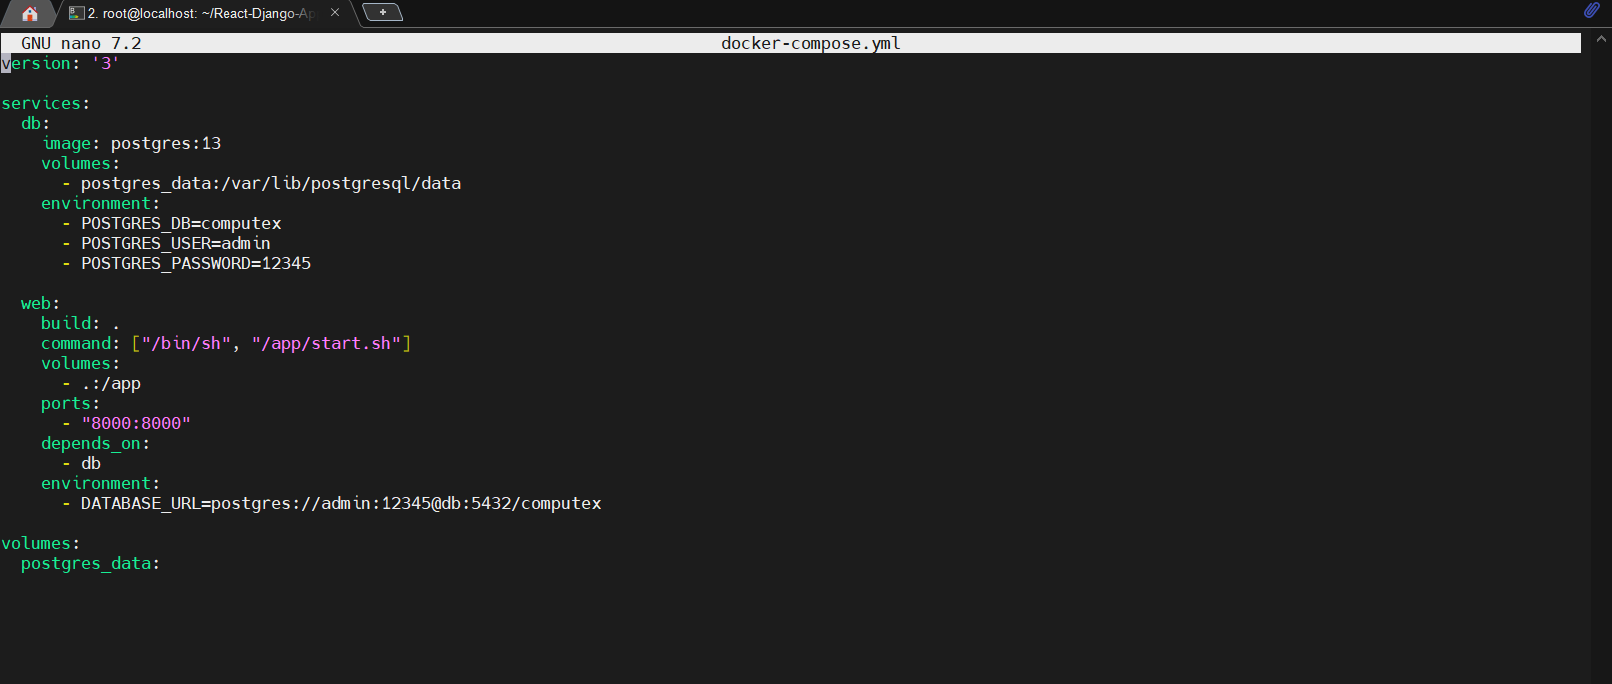 2. root@localhost: ~/React-Django-Ap
GNU nano 7.2 docker-compose.yml
version: '3'
services:
db:
image: postgres:13
volumes:
- postgres_data:/var/lib/postgresql/data
environment:
- POSTGRES_DB=computex
- POSTGRES_USER=admin
- POSTGRES_PASSWORD=12345
web:
build: .
command: ["/bin/sh", "/app/start.sh"]
volumes:
- .:/app
ports:
- "8000:8000"
depends_on:
- db
environment:
- DATABASE_URL=postgres://admin:12345@db:5432/computex
volumes:
postgres_data: